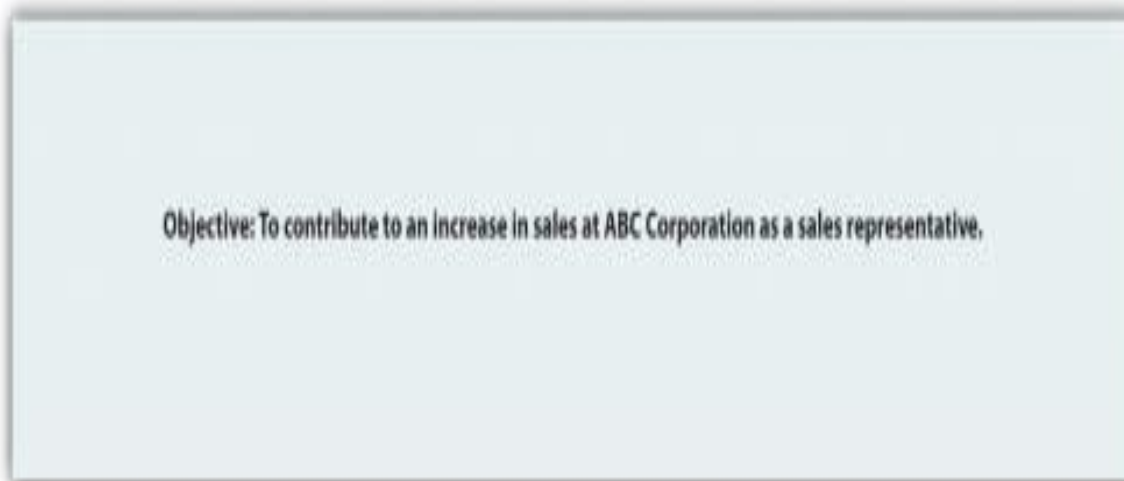 Objective: To contribute to an increase in sales at ABC Corporation as a sales representative.